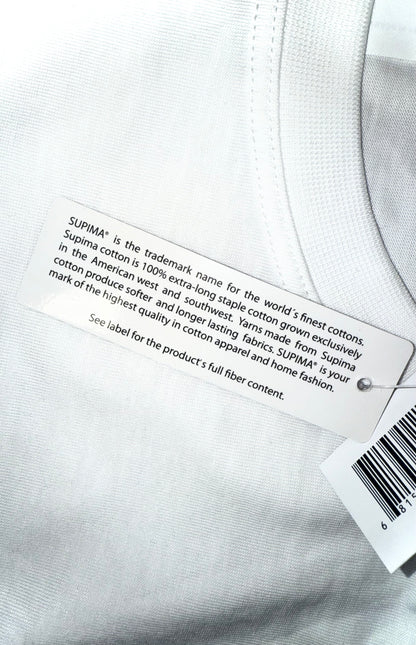 SUPIMA® is the trademark name for the world's finest cottons.
Supima cotton is 100% extra-long staple cotton grown exclusively
in the American west and southwest. Yarns made from Supima
cotton produce softer and longer lasting fabrics. SUPIMA® is your
mark of the highest quality in cotton apparel and home fashion.
See label for the product's full fiber content.
6 815